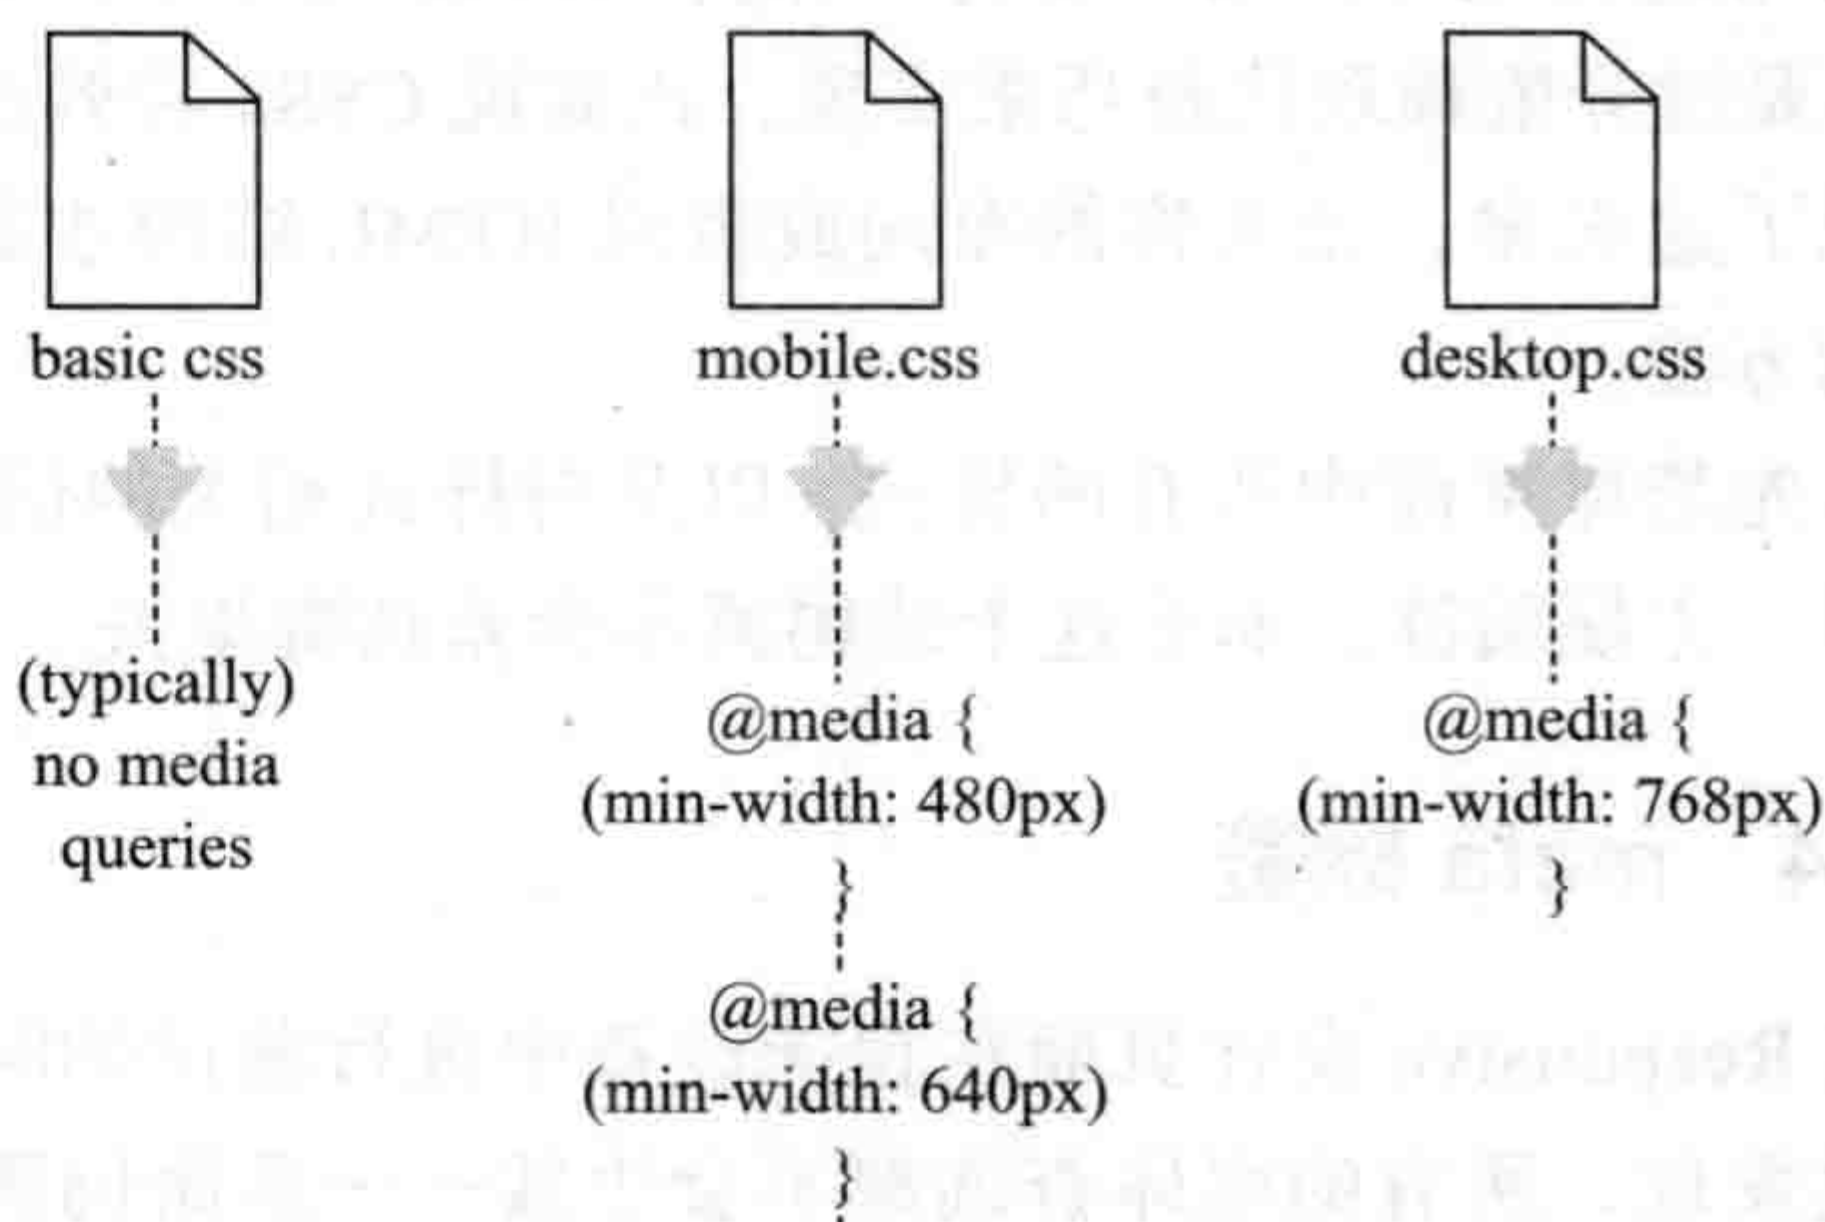 basic css
(typically)
no media
queries
mobile.css
@media {
(min-width: 480px)
}
@media {
(min-width: 640px)
}
desktop.css
@media {
(min-width: 768px)
}